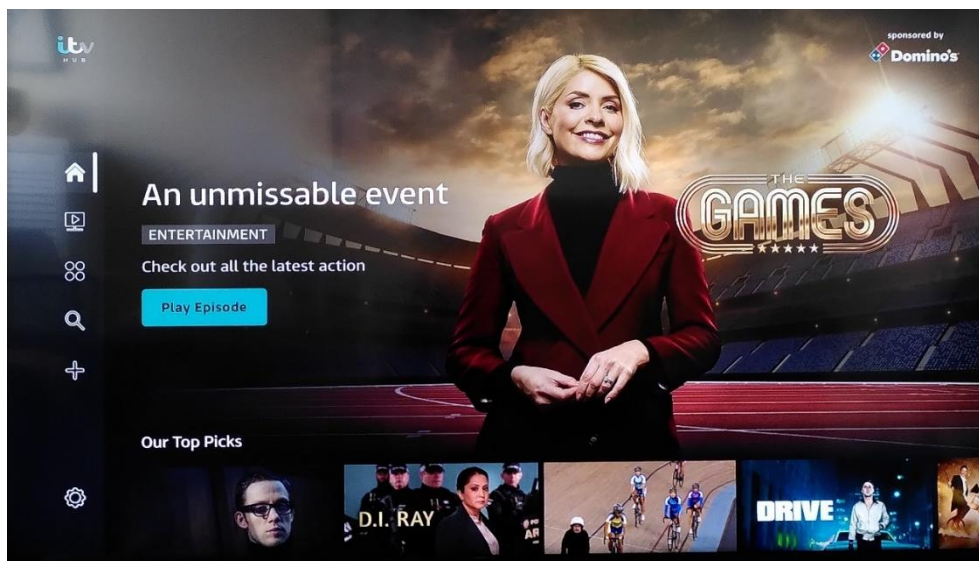 itv
HUB
sponsored by
Domino's
An unmissable event
ENTERTAINMENT
Check out all the latest action
Play Episode
THE
GAMES
Our Top Picks
D.I. RAY
DRIVE